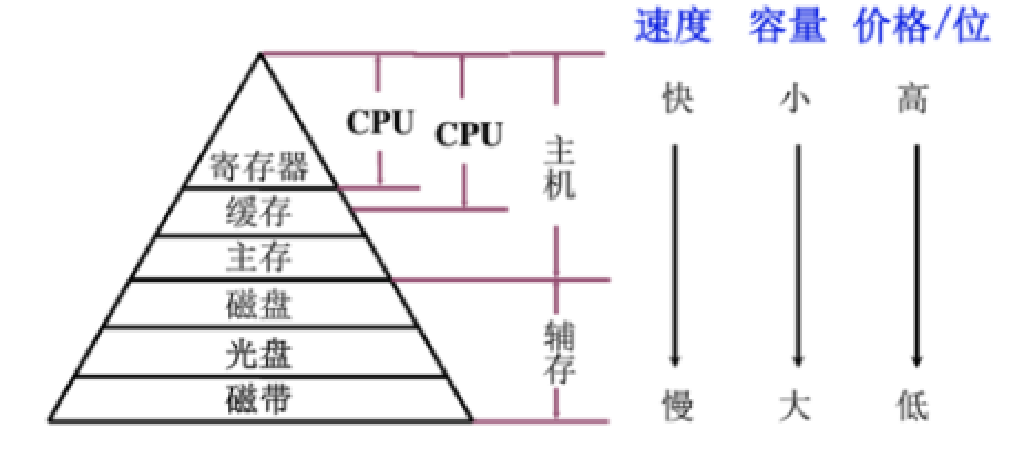 速度 容量 价格/位
快 小 高
CPU CPU
主机
寄存器
缓存
主存
磁盘
辅存
光盘
磁带
慢 大 低